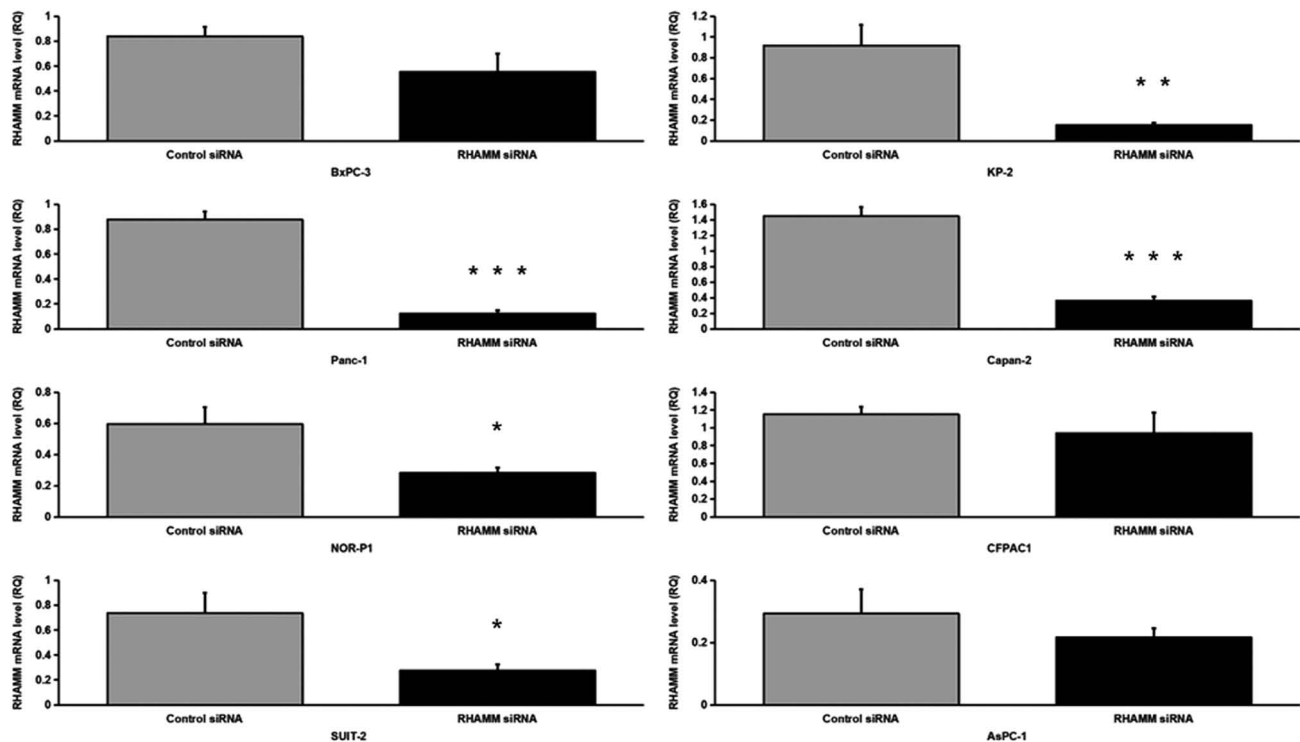 RHAMM mRNA level (RQ)
1
0.8
0.6
0.4
0.2
0
Control siRNA RHAMM siRNA
BxPC-3
RHAMM mRNA level (RQ)
1.2
1
0.8
0.6
0.4
0.2
0
* *
Control siRNA RHAMM siRNA
KP-2
RHAMM mRNA level (RQ)
1
0.8
0.6
0.4
0.2
0
* * *
Control siRNA RHAMM siRNA
Panc-1
RHAMM mRNA level (RQ)
1.6
1.4
1.2
1
0.8
0.6
0.4
0.2
0
* * *
Control siRNA RHAMM siRNA
Capan-2
RHAMM mRNA level (RQ)
0.8
0.6
0.4
0.2
0
*
Control siRNA RHAMM siRNA
NOR-P1
RHAMM mRNA level (RQ)
1.4
1.2
1
0.8
0.6
0.4
0.2
0
Control siRNA RHAMM siRNA
CFPAC1
RHAMM mRNA level (RQ)
1
0.8
0.6
0.4
0.2
0
*
Control siRNA RHAMM siRNA
SUIT-2
RHAMM mRNA level (RQ)
0.4
0.2
0
Control siRNA RHAMM siRNA
AsPC-1